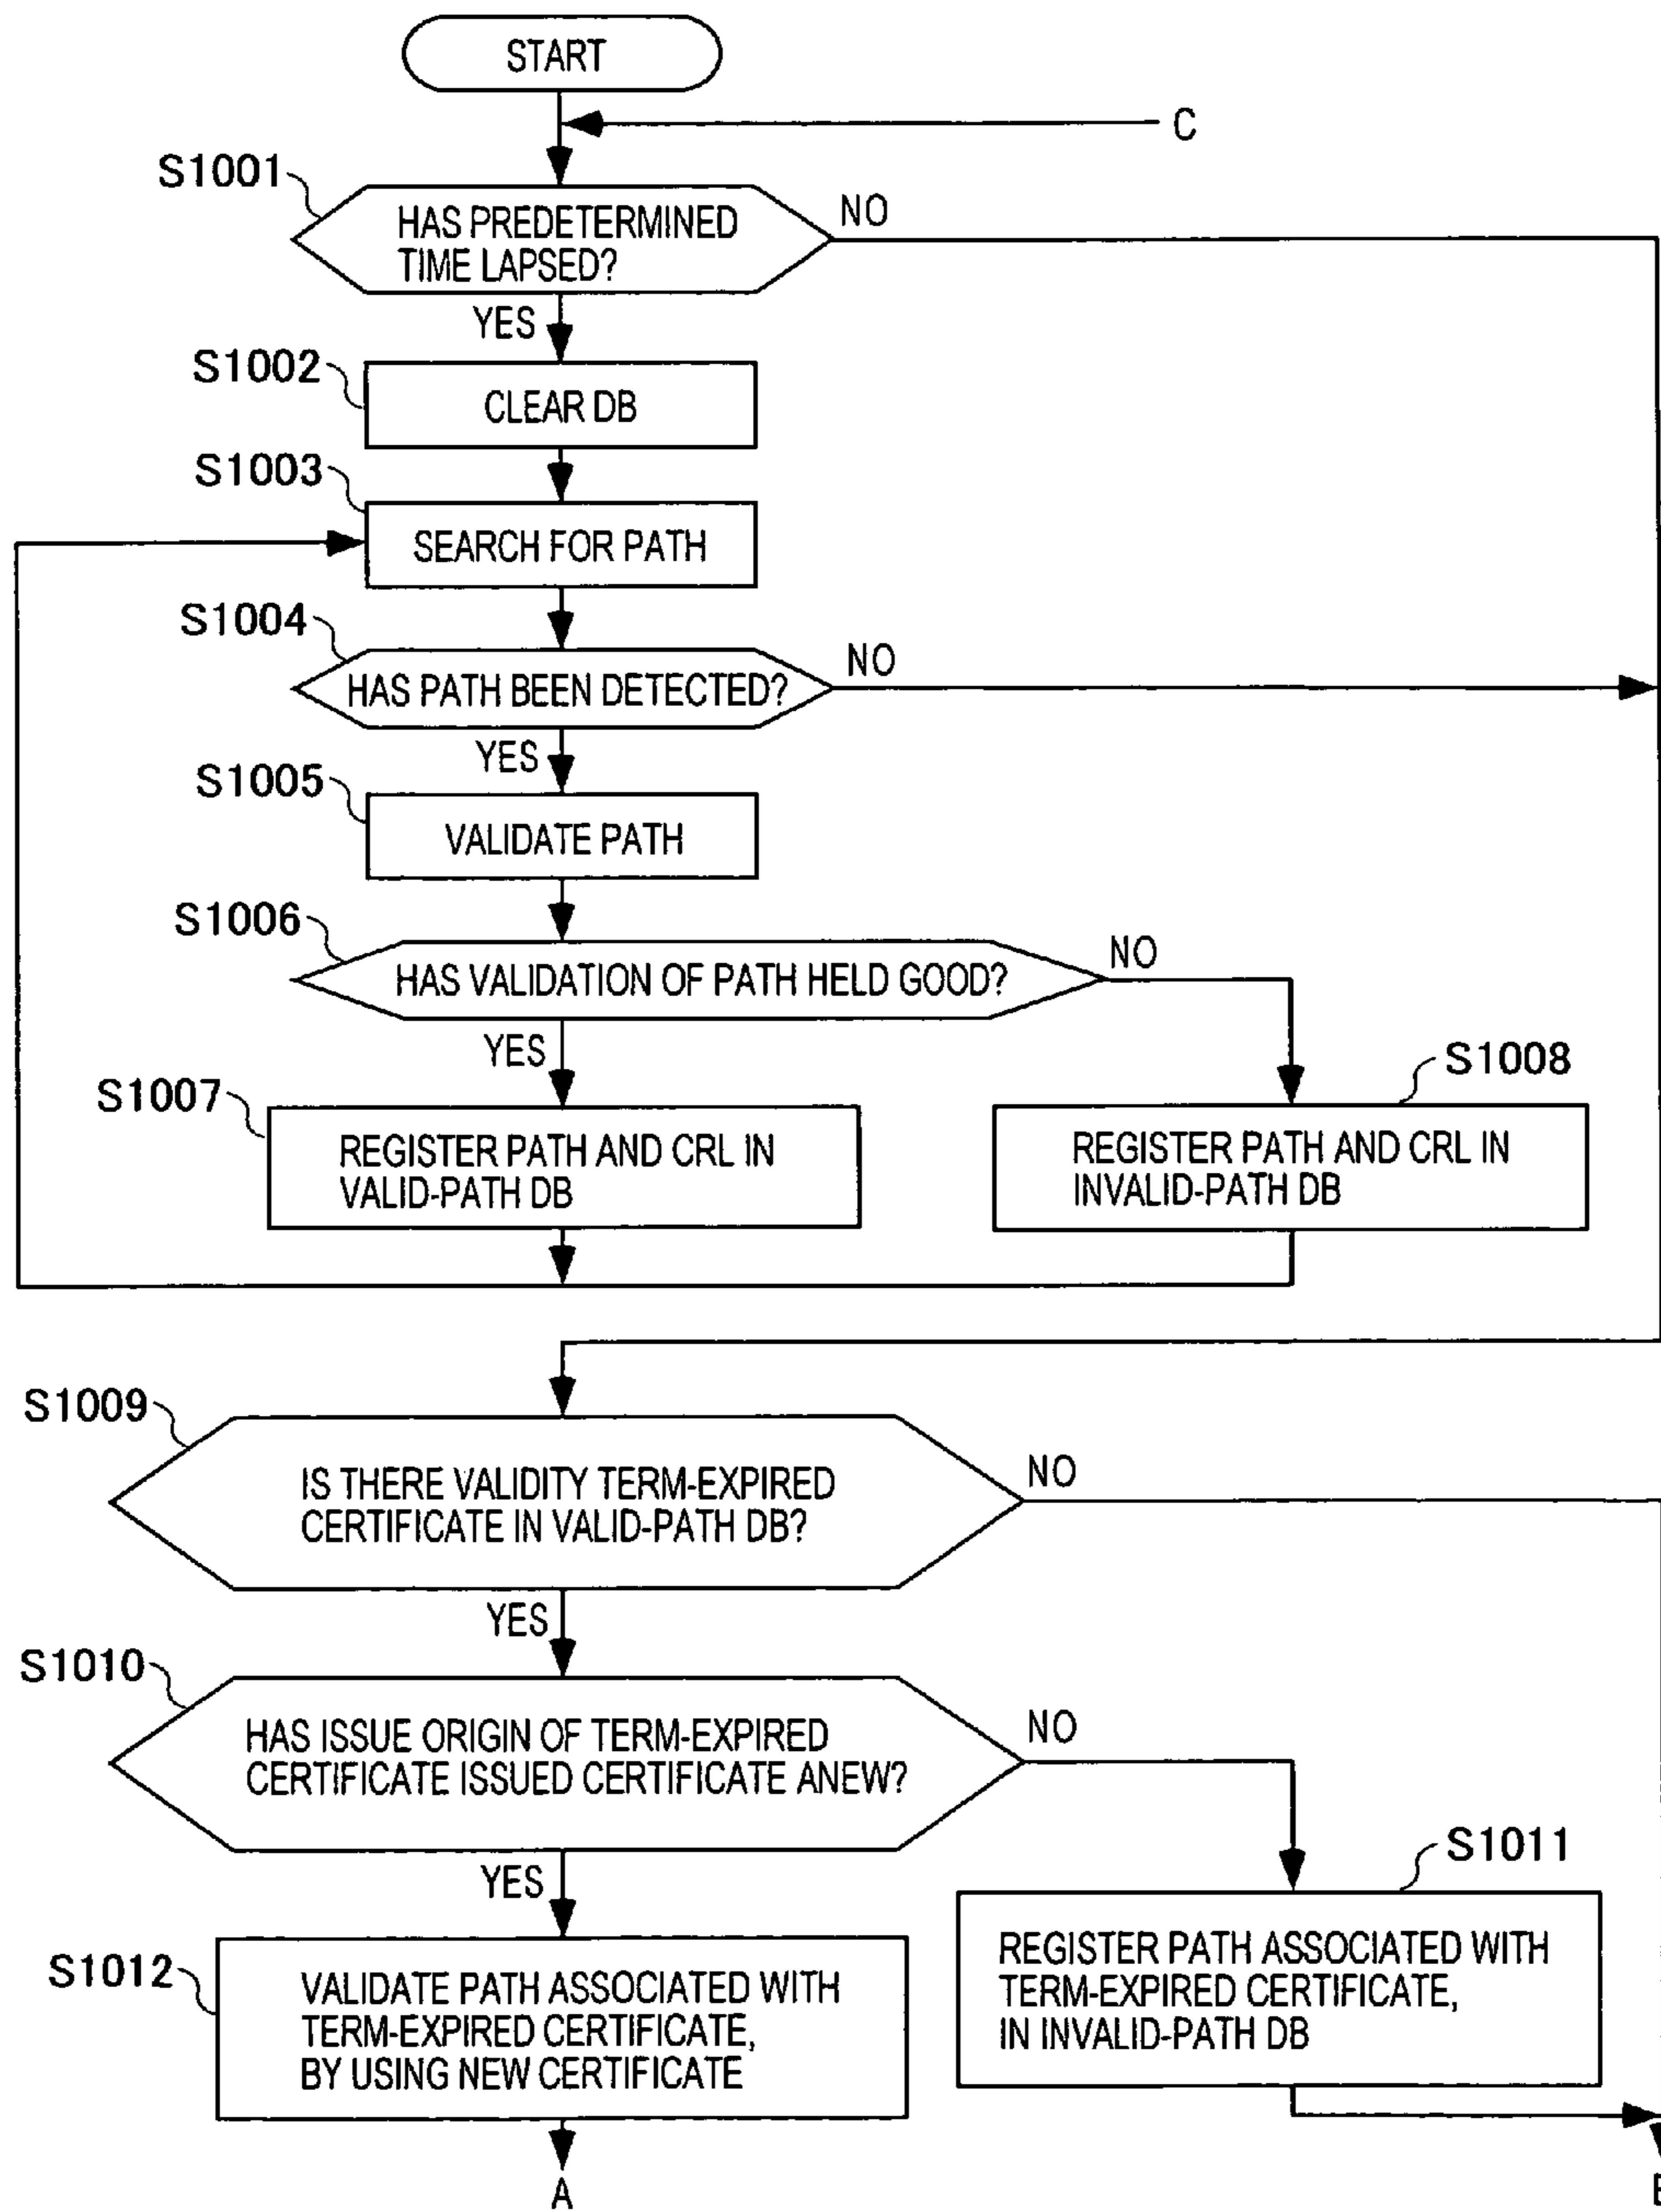 START
C
S1001
HAS PREDETERMINED
TIME LAPSED?
NO
YES
S1002
CLEAR DB
S1003
SEARCH FOR PATH
S1004
HAS PATH BEEN DETECTED?
NO
YES
S1005
VALIDATE PATH
S1006
HAS VALIDATION OF PATH HELD GOOD?
NO
YES
S1007
REGISTER PATH AND CRL IN
VALID-PATH DB
S1008
REGISTER PATH AND CRL IN
INVALID-PATH DB
S1009
IS THERE VALIDITY TERM-EXPIRED
CERTIFICATE IN VALID-PATH DB?
NO
YES
S1010
HAS ISSUE ORIGIN OF TERM-EXPIRED
CERTIFICATE ISSUED CERTIFICATE ANEW?
NO
YES
S1011
REGISTER PATH ASSOCIATED WITH
TERM-EXPIRED CERTIFICATE,
IN INVALID-PATH DB
S1012
VALIDATE PATH ASSOCIATED WITH
TERM-EXPIRED CERTIFICATE,
BY USING NEW CERTIFICATE
A